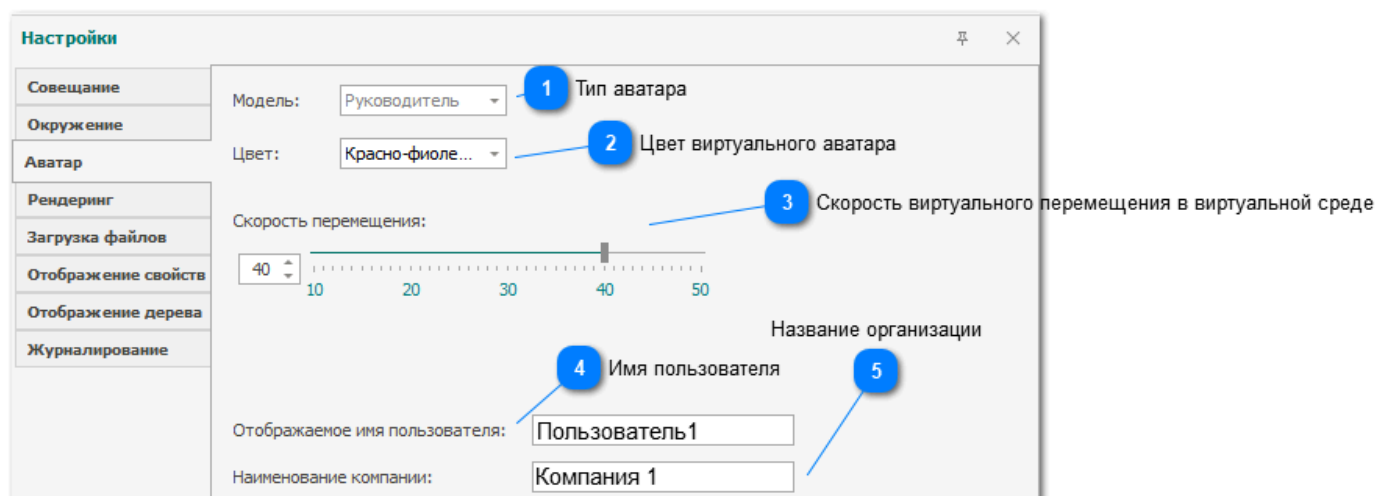 Настройки
Совещание
Окружение
Аватар
Рендеринг
Загрузка файлов
Отображение свойств
Отображение дерева
Журналирование
Модель: Руководитель
1 Тип аватара
Цвет: Красно-фиоле...
2 Цвет виртуального аватара
3 Скорость виртуального перемещения в виртуальной среде
Скорость перемещения:
40
10 20 30 40 50
Название организации
4 Имя пользователя
5
Отображаемое имя пользователя: Пользователь1
Наименование компании: Компания 1